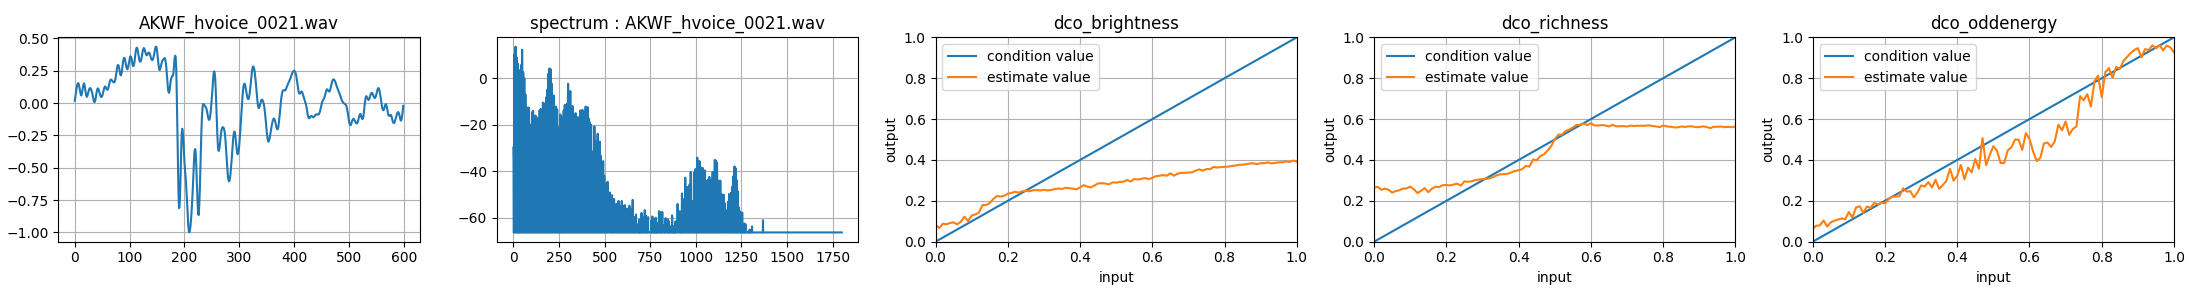 AKWF_hvoice_0021.wav
0.50
0.25
0.00
−0.25
−0.50
−0.75
−1.00
0 100 200 300 400 500 600
spectrum : AKWF_hvoice_0021.wav
0
−20
−40
−60
0 250 500 750 1000 1250 1500 1750
dco_brightness
condition value
estimate value
output
1.0
0.8
0.6
0.4
0.2
0.0
0.0 0.2 0.4 0.6 0.8 1.0
input
dco_richness
condition value
estimate value
output
1.0
0.8
0.6
0.4
0.2
0.0
0.0 0.2 0.4 0.6 0.8 1.0
input
dco_oddenergy
condition value
estimate value
output
1.0
0.8
0.6
0.4
0.2
0.0
0.0 0.2 0.4 0.6 0.8 1.0
input